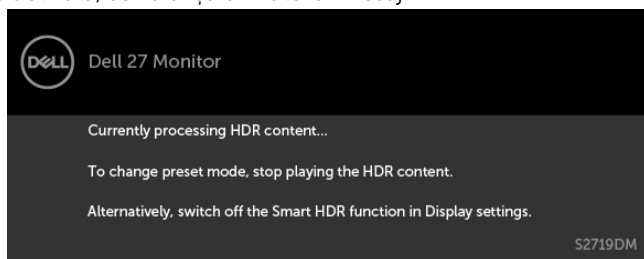 DELL
Dell 27 Monitor
Currently processing HDR content...
To change preset mode, stop playing the HDR content.
Alternatively, switch off the Smart HDR function in Display settings.
S2719DM